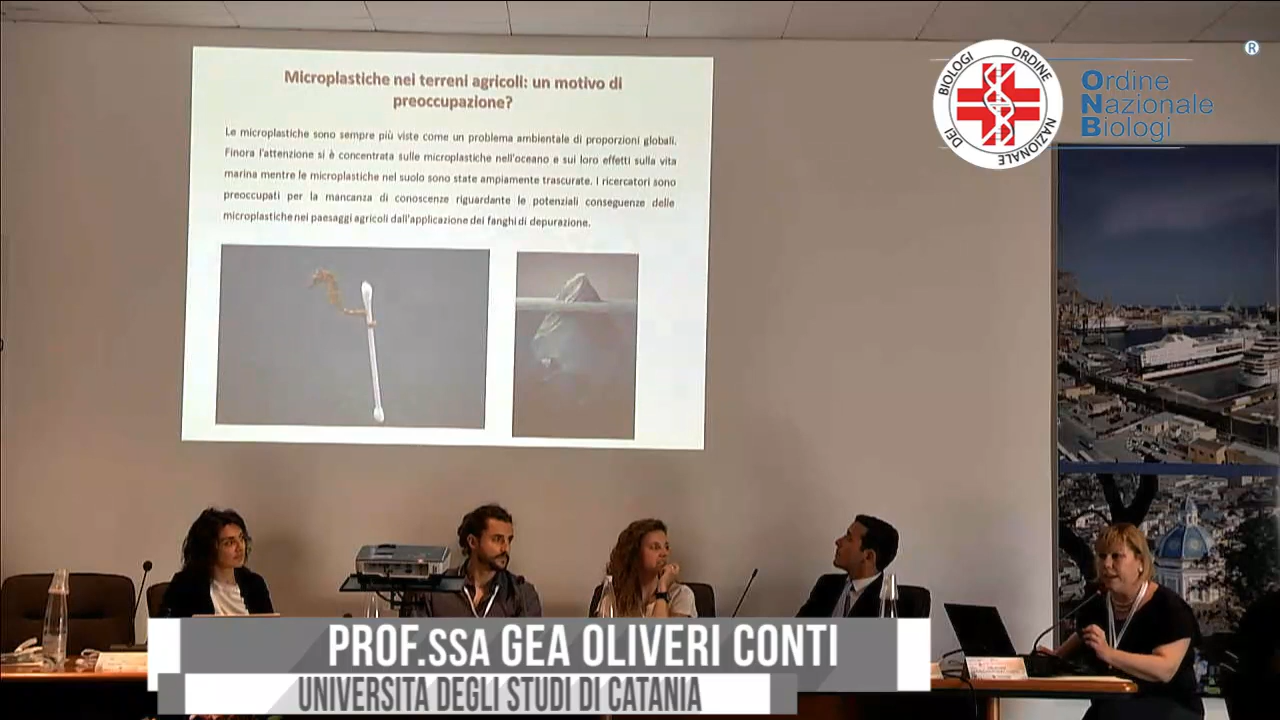 Microplastiche nei terreni agricoli: un motivo di
preoccupazione?
Le microplastiche sono sempre più viste come un problema ambientale di proporzioni globali.
Finora l'attenzione si è concentrata sulle microplastiche nell'oceano e sui loro effetti sulla vita
marina mentre le microplastiche nel suolo sono state ampiamente trascurate. I ricercatori sono
preoccupati per la mancanza di conoscenze riguardante le potenziali conseguenze delle
microplastiche nei paesaggi agricoli dall'applicazione dei fanghi di depurazione.
ORDINE NAZIONALE DEI BIOLOGI
Ordine
Nazionale
Biologi
®
PROF.SSA GEA OLIVERI CONTI
UNIVERSITA DEGLI STUDI DI CATANIA